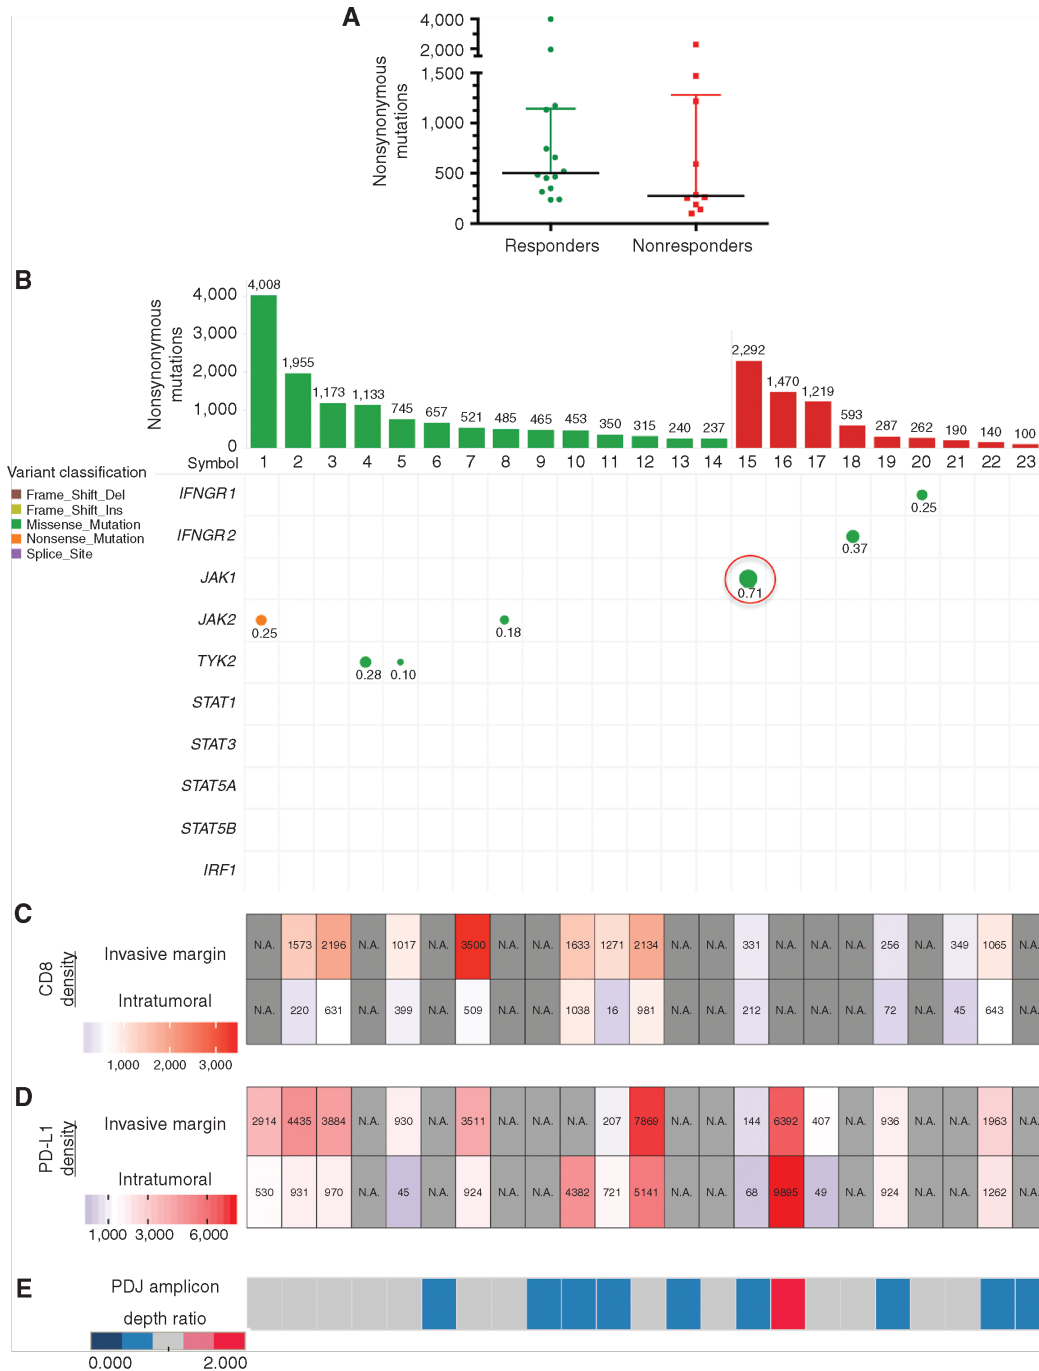 A
Nonsynonymous
mutations
4,000
2,000
1,500
1,000
500
0
Responders Nonresponders
B
Nonsynonymous
mutations
4,000
3,000
2,000
1,000
0
4,008 1,955 1,173 1,133 745 657 521 485 465 453 350 315 240 237 2,292 1,470 1,219 593 287 262 190 140 100
Symbol 1 2 3 4 5 6 7 8 9 10 11 12 13 14 15 16 17 18 19 20 21 22 23
Variant classification
Frame_Shift_Del
Frame_Shift_Ins
Missense_Mutation
Nonsense_Mutation
Splice_Site
IFNGR1 0.25
IFNGR2 0.37
JAK1 0.71
JAK2 0.25 0.18
TYK2 0.28 0.10
STAT1
STAT3
STAT5A
STAT5B
IRF1
C
CD8
density
Invasive margin N.A. 1573 2196 N.A. 1017 N.A. 3500 N.A. N.A. 1633 1271 2134 N.A. N.A. 331 N.A. N.A. N.A. 256 N.A. 349 1065 N.A.
Intratumoral N.A. 220 631 N.A. 399 N.A. 509 N.A. N.A. 1038 16 981 N.A. N.A. 212 N.A. N.A. N.A. 72 N.A. 45 643 N.A.
1,000 2,000 3,000
D
PD-L1
density
Invasive margin 2914 4435 3884 N.A. 930 N.A. 3511 N.A. N.A. N.A. 207 7869 N.A. N.A. 144 6392 407 N.A. 936 N.A. N.A. 1963 N.A.
Intratumoral 530 931 970 N.A. 45 N.A. 924 N.A. N.A. 4382 721 5141 N.A. N.A. 68 9895 49 N.A. 924 N.A. N.A. 1262 N.A.
1,000 3,000 6,000
E
PDJ amplicon
depth ratio
0.000 2.000